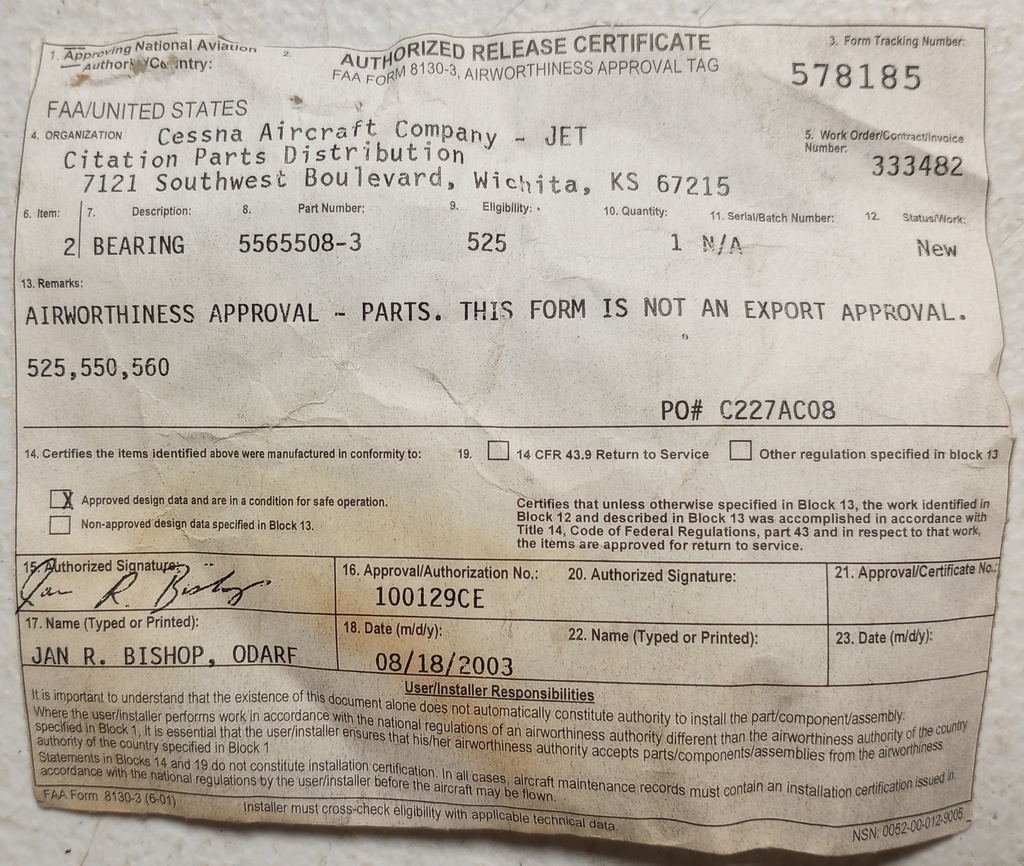 1. Approving National Aviation Authority/Country:
2.
AUTHORIZED RELEASE CERTIFICATE
FAA FORM 8130-3, AIRWORTHINESS APPROVAL TAG
3. Form Tracking Number:
578185
FAA/UNITED STATES
4. ORGANIZATION Cessna Aircraft Company - JET
Citation Parts Distribution
7121 Southwest Boulevard, Wichita, KS 67215
5. Work Order/Contract/Invoice
Number: 333482
6. Item: 7. Description: 8. Part Number: 9. Eligibility: 10. Quantity: 11. Serial/Batch Number: 12. Status/Work:
2 BEARING 5565508-3 525 1 N/A New
13. Remarks:
AIRWORTHINESS APPROVAL - PARTS. THIS FORM IS NOT AN EXPORT APPROVAL.
525,550,560
PO# C227AC08
14. Certifies the items identified above were manufactured in conformity to:
19. 14 CFR 43.9 Return to Service Other regulation specified in block 13
X Approved design data and are in a condition for safe operation.
Non-approved design data specified in Block 13.
Certifies that unless otherwise specified in Block 13, the work identified in
Block 12 and described in Block 13 was accomplished in accordance with
Title 14, Code of Federal Regulations, part 43 and in respect to that work,
the items are approved for return to service.
15. Authorized Signature:
Jan R. Bishop
16. Approval/Authorization No.:
100129CE
20. Authorized Signature:
21. Approval/Certificate No.:
17. Name (Typed or Printed):
JAN R. BISHOP, ODARF
18. Date (m/d/y):
08/18/2003
22. Name (Typed or Printed):
23. Date (m/d/y):
User/Installer Responsibilities
It is important to understand that the existence of this document alone does not automatically constitute authority to install the part/component/assembly.
Where the user/installer performs work in accordance with the national regulations of an airworthiness authority different than the airworthiness authority of the country
specified in Block 1, It is essential that the user/installer ensures that his/her airworthiness authority accepts parts/components/assemblies from the airworthiness
authority of the country specified in Block 1
Statements in Blocks 14 and 19 do not constitute installation certification. In all cases, aircraft maintenance records must contain an installation certification issued in
accordance with the national regulations by the user/installer before the aircraft may be flown.
FAA Form 8130-3 (6-01)
Installer must cross-check eligibility with applicable technical data.
NSN: 0052-00-012-9005